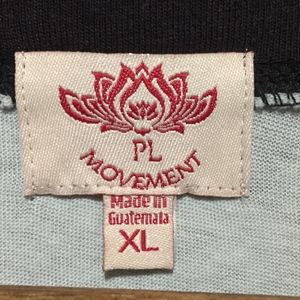 PL
MOVEMENT
Made in
Guatemala
XL